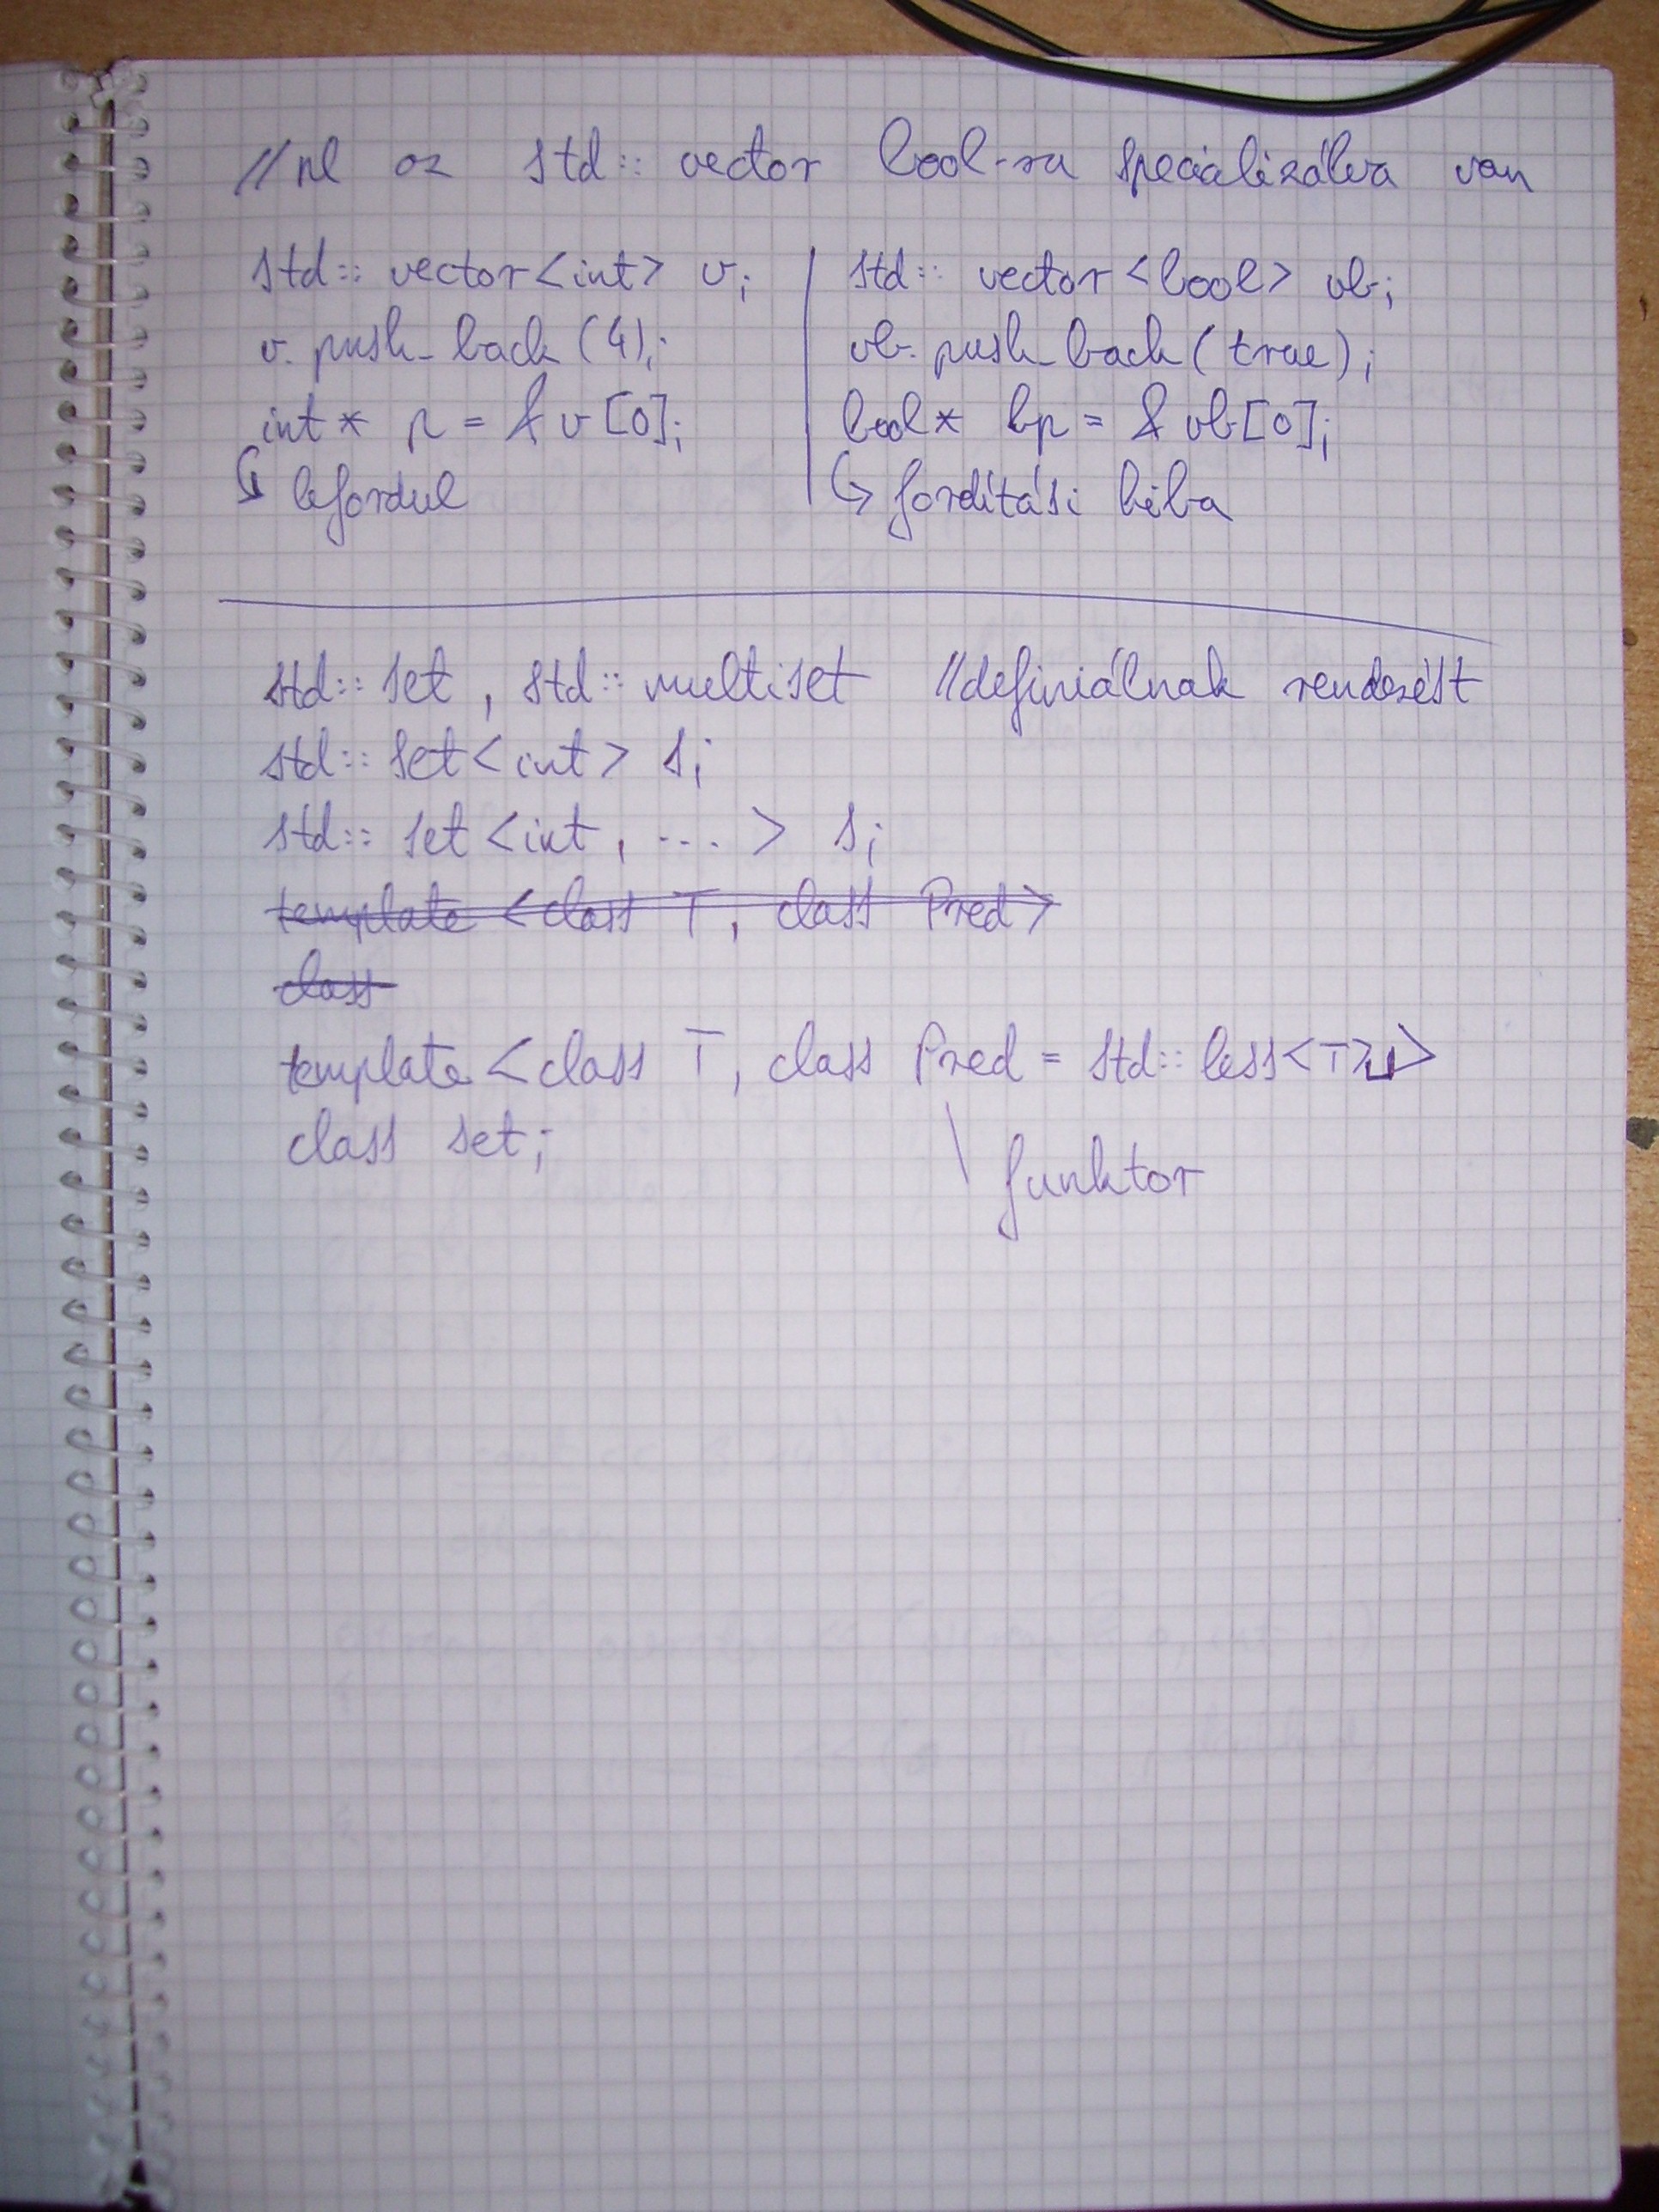 //pl az std:: vector bool-ra specializálva van
std:: vector<int> v; | std:: vector<bool> vb;
v. push_back (4); | vb. push_back (true);
int* p = & v[0]; | bool* bp = & vb[0];
↳ lefordul | ↳ fordítási hiba
std:: set, std:: multiset //definiálnak rendezést
std:: set<int> s;
std:: set<int, ...> s;
template <class T, class Pred>
class
template <class T, class Pred = std:: less<T>␣>
class set;
funktor